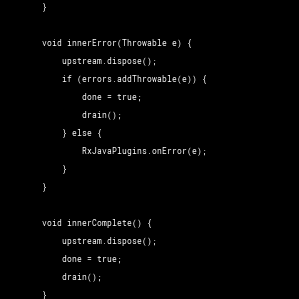 }
void innerError(Throwable e) {
upstream.dispose();
if (errors.addThrowable(e)) {
done = true;
drain();
} else {
RxJavaPlugins.onError(e);
}
}
void innerComplete() {
upstream.dispose();
done = true;
drain();
}